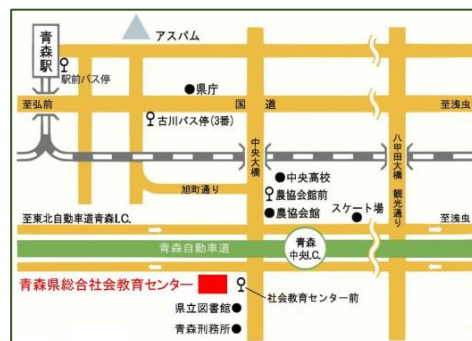 アスパム
青森駅
駅前バス停
県庁
至弘前
国道
至浅虫
古川バス停(3番)
中央大橋
八甲田大橋
観光通り
中央高校
農協会館前
旭町通り
農協会館
スケート場
至東北自動車道青森I.C.
至浅虫
青森自動車道
青森中央I.C.
青森県総合社会教育センター
社会教育センター前
県立図書館
青森刑務所